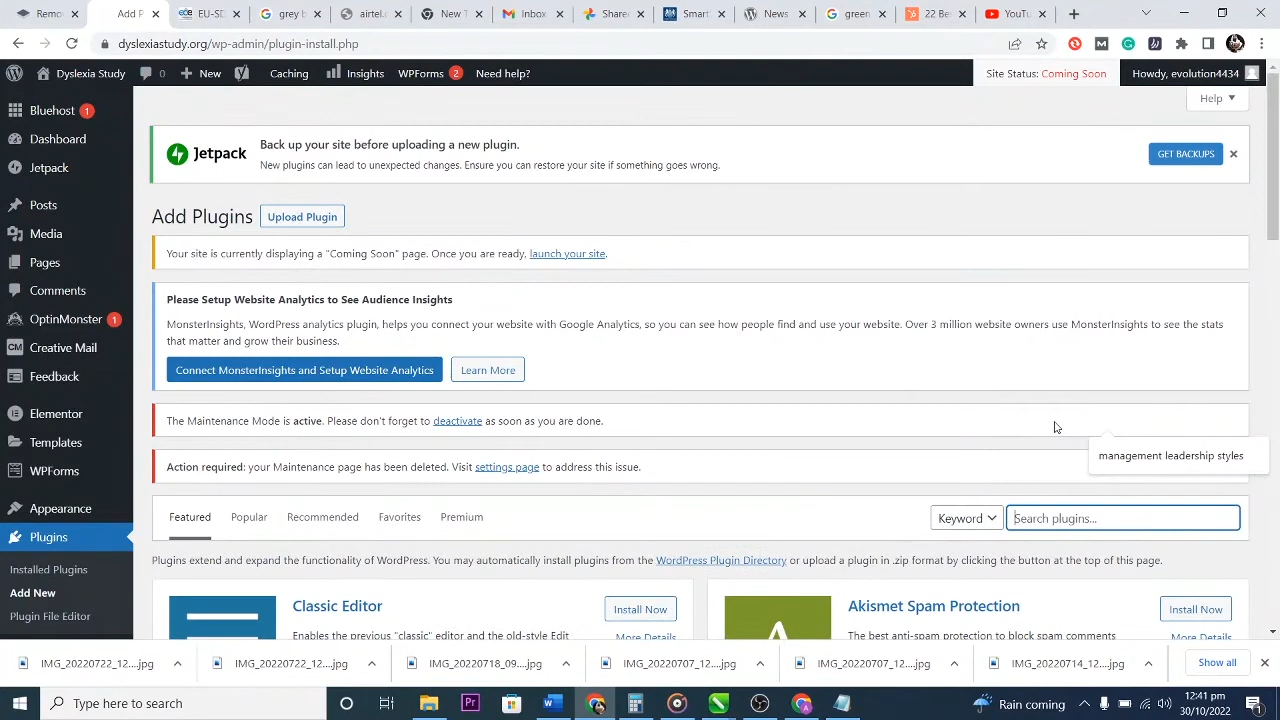 Remov
Add P
EU-SD
grey b
airteL
New T
Inbox
Share
Smart
News
green
22 Be
YouTu
dyslexiastudy.org/wp-admin/plugin-install.php
Dyslexia Study
0
New
Caching
Insights
WPForms 2
Need help?
Site Status: Coming Soon
Howdy, evolution4434
Bluehost 1
Dashboard
Jetpack
Posts
Media
Pages
Comments
OptinMonster 1
CM Creative Mail
Feedback
Elementor
Templates
WPForms
Appearance
Plugins
Installed Plugins
Add New
Plugin File Editor
Help
Jetpack
Back up your site before uploading a new plugin.
New plugins can lead to unexpected changes. Ensure you can restore your site if something goes wrong.
GET BACKUPS
Add Plugins
Upload Plugin
Your site is currently displaying a "Coming Soon" page. Once you are ready, launch your site.
Please Setup Website Analytics to See Audience Insights
MonsterInsights, WordPress analytics plugin, helps you connect your website with Google Analytics, so you can see how people find and use your website. Over 3 million website owners use MonsterInsights to see the stats
that matter and grow their business.
Connect MonsterInsights and Setup Website Analytics
Learn More
The Maintenance Mode is active. Please don't forget to deactivate as soon as you are done.
management leadership styles
Action required: your Maintenance page has been deleted. Visit settings page to address this issue.
Featured
Popular
Recommended
Favorites
Premium
Keyword
Search plugins...
Plugins extend and expand the functionality of WordPress. You may automatically install plugins from the WordPress Plugin Directory or upload a plugin in .zip format by clicking the button at the top of this page.
Classic Editor
Install Now
Enables the previous "classic" editor and the old-style Edit
More Details
A
Akismet Spam Protection
Install Now
The best anti-spam protection to block spam comments
More Details
IMG_20220722_12....jpg
IMG_20220722_12....jpg
IMG_20220718_09....jpg
IMG_20220707_12....jpg
IMG_20220707_12....jpg
IMG_20220714_12....jpg
Show all
Type here to search
Pr
Rain coming
12:41 pm
30/10/2022